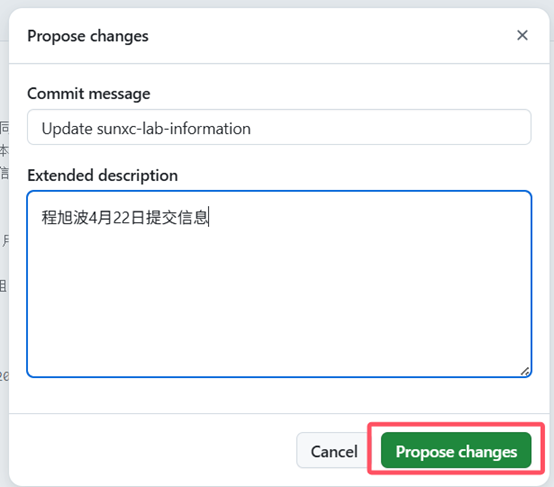 Propose changes
Commit message
Update sunxc-lab-information
Extended description
程旭波4月22日提交信息
Cancel
Propose changes